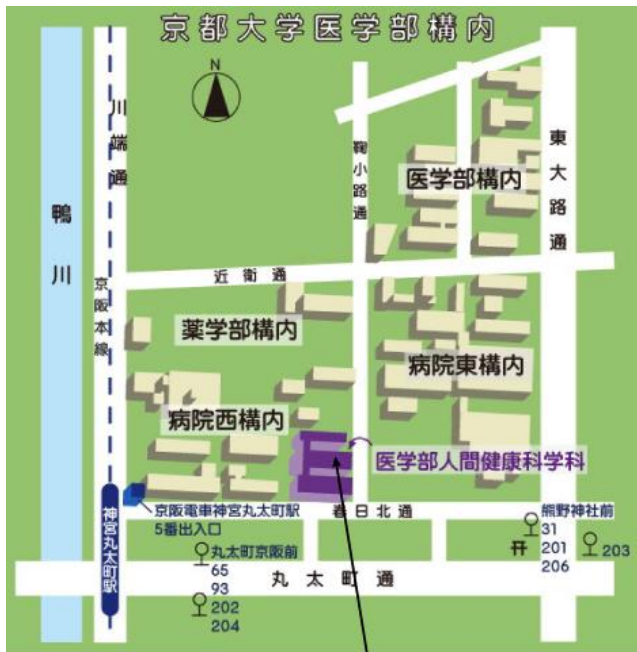 京都大学医学部構内
N
川端通
鞠小路通
東大路通
医学部構内
鴨川
近衛通
京阪本線
薬学部構内
病院東構内
病院西構内
医学部人間健康科学科
神宮丸太町駅
京阪電車神宮丸太町駅
5番出入口
春日北通
熊野神社前
31
201
206
203
丸太町京阪前
65
93
202
204
丸太町通